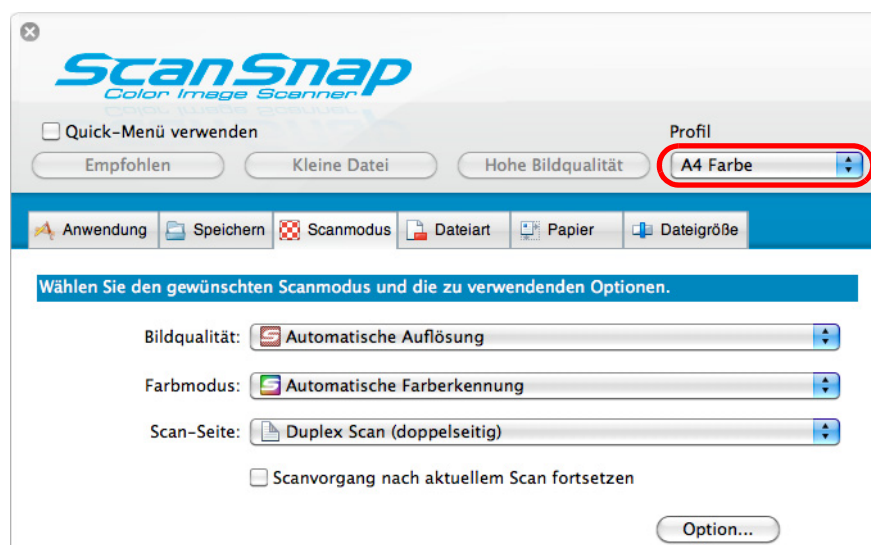 ScanSnap
Color Image Scanner
Quick-Menü verwenden
Profil
Empfohlen Kleine Datei Hohe Bildqualität A4 Farbe
Anwendung Speichern Scanmodus Dateiart Papier Dateigröße
Wählen Sie den gewünschten Scanmodus und die zu verwendenden Optionen.
Bildqualität: Automatische Auflösung
Farbmodus: Automatische Farberkennung
Scan-Seite: Duplex Scan (doppelseitig)
Scanvorgang nach aktuellem Scan fortsetzen
Option...